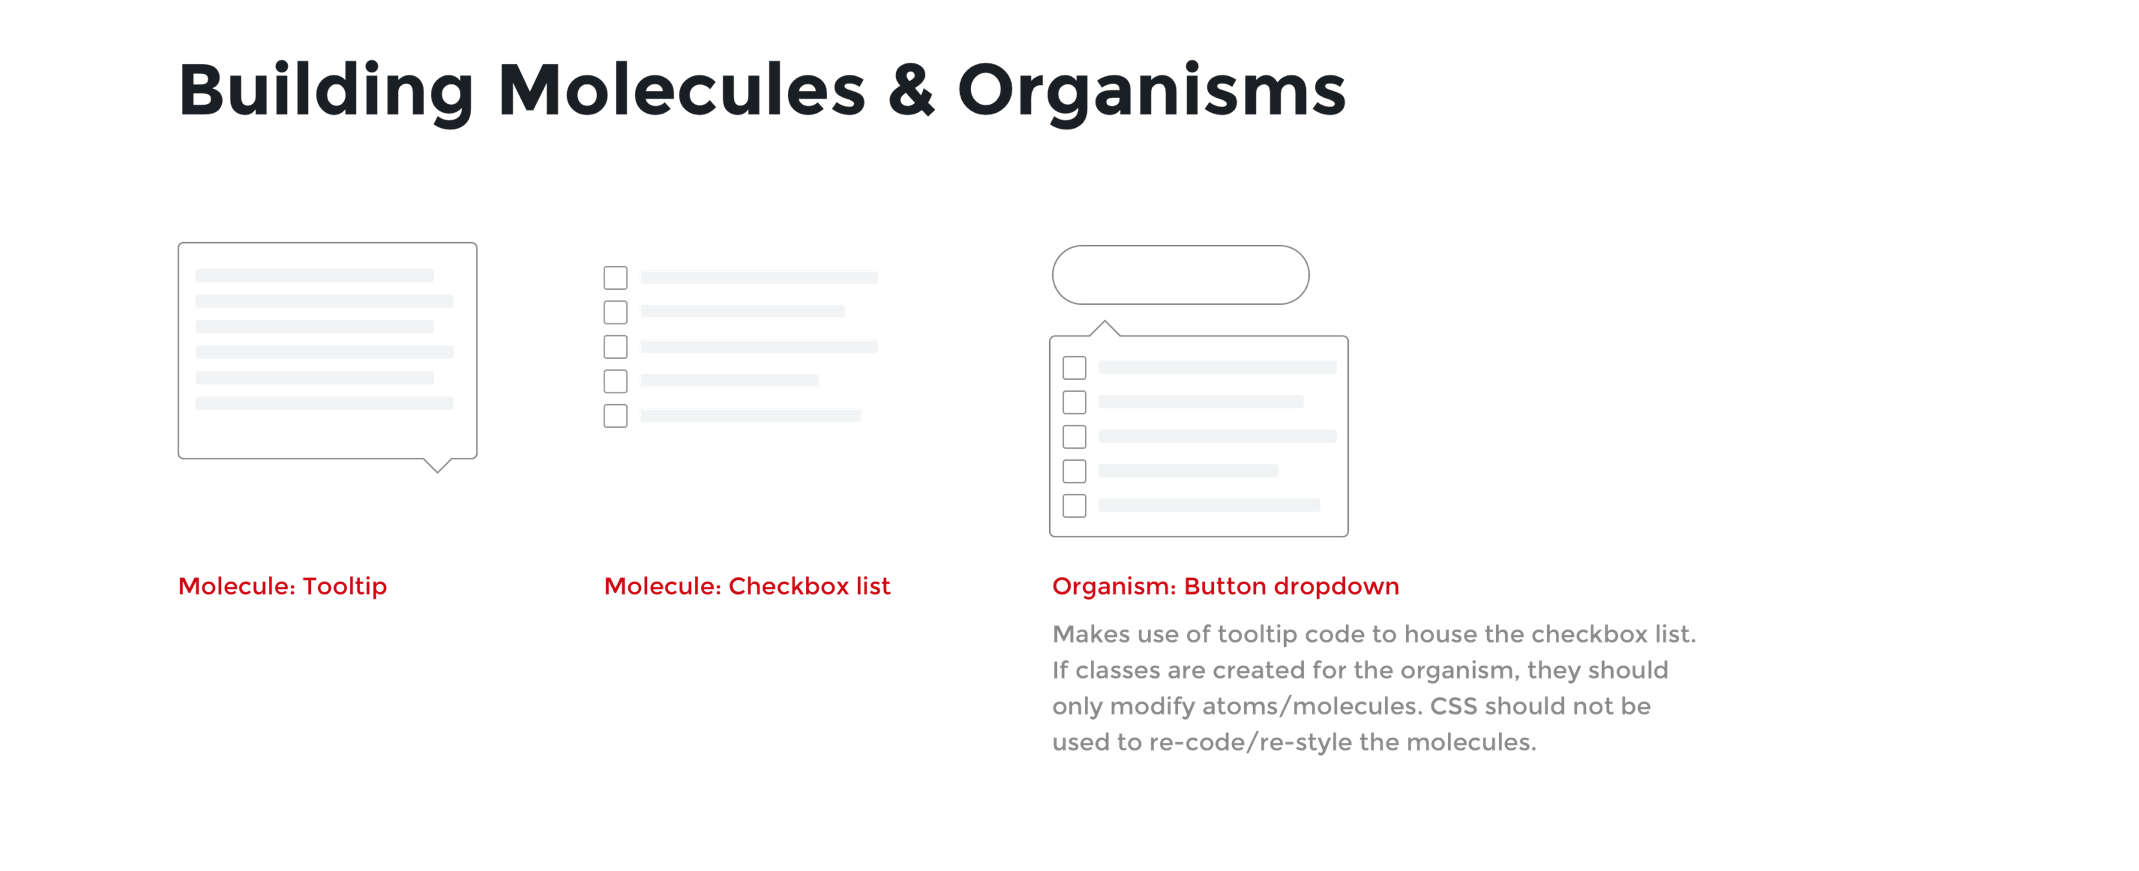 Building Molecules & Organisms
Molecule: Tooltip
Molecule: Checkbox list
Organism: Button dropdown
Makes use of tooltip code to house the checkbox list.
If classes are created for the organism, they should
only modify atoms/molecules. CSS should not be
used to re-code/re-style the molecules.